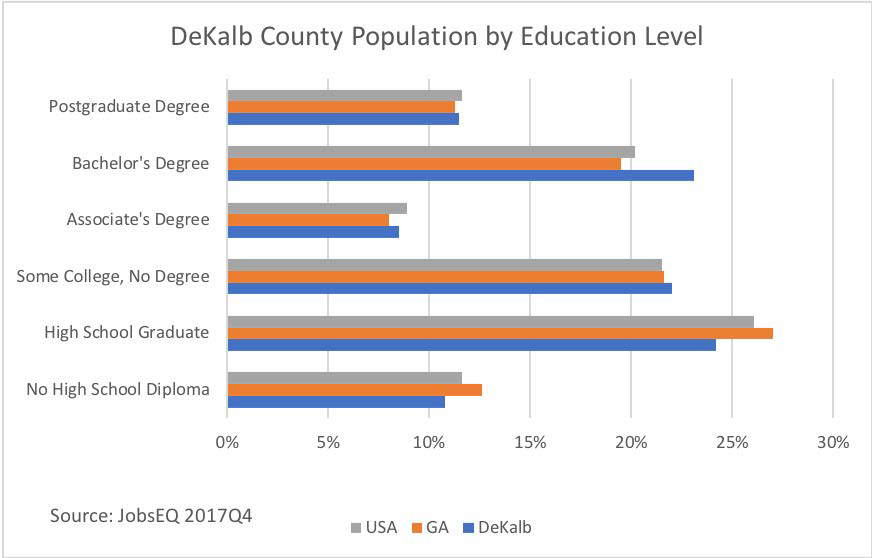 DeKalb County Population by Education Level
Postgraduate Degree
Bachelor's Degree
Associate's Degree
Some College, No Degree
High School Graduate
No High School Diploma
0% 5% 10% 15% 20% 25% 30%
Source: JobsEQ 2017Q4
USA GA DeKalb